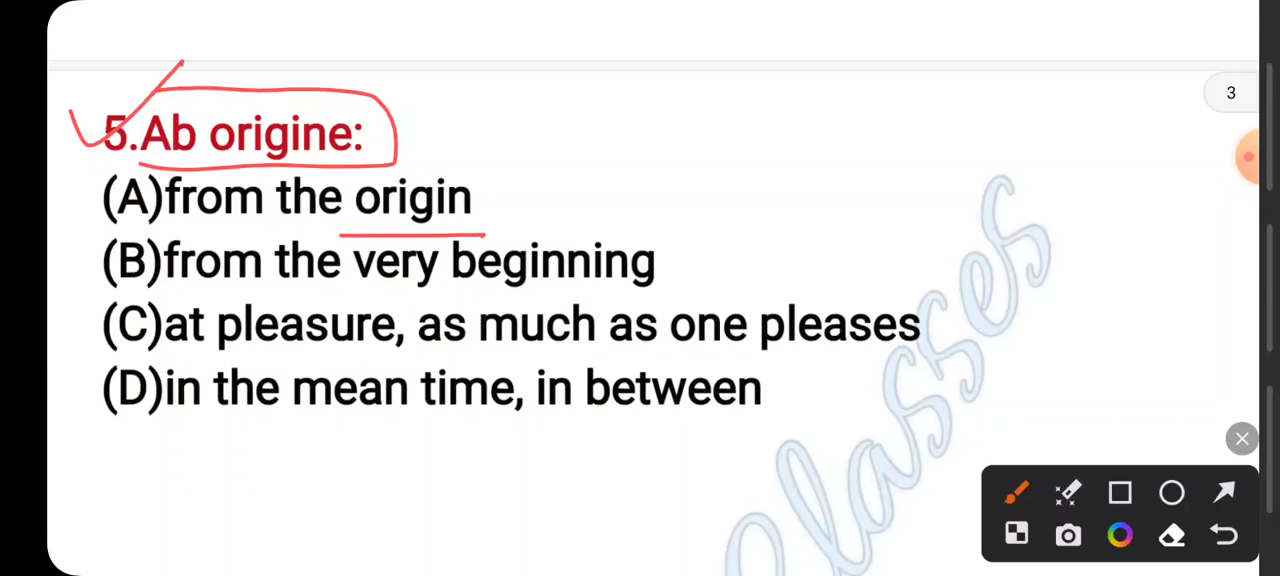 3
5.Ab origine:
(A)from the origin
(B)from the very beginning
(C)at pleasure, as much as one pleases
(D)in the mean time, in between
Classes